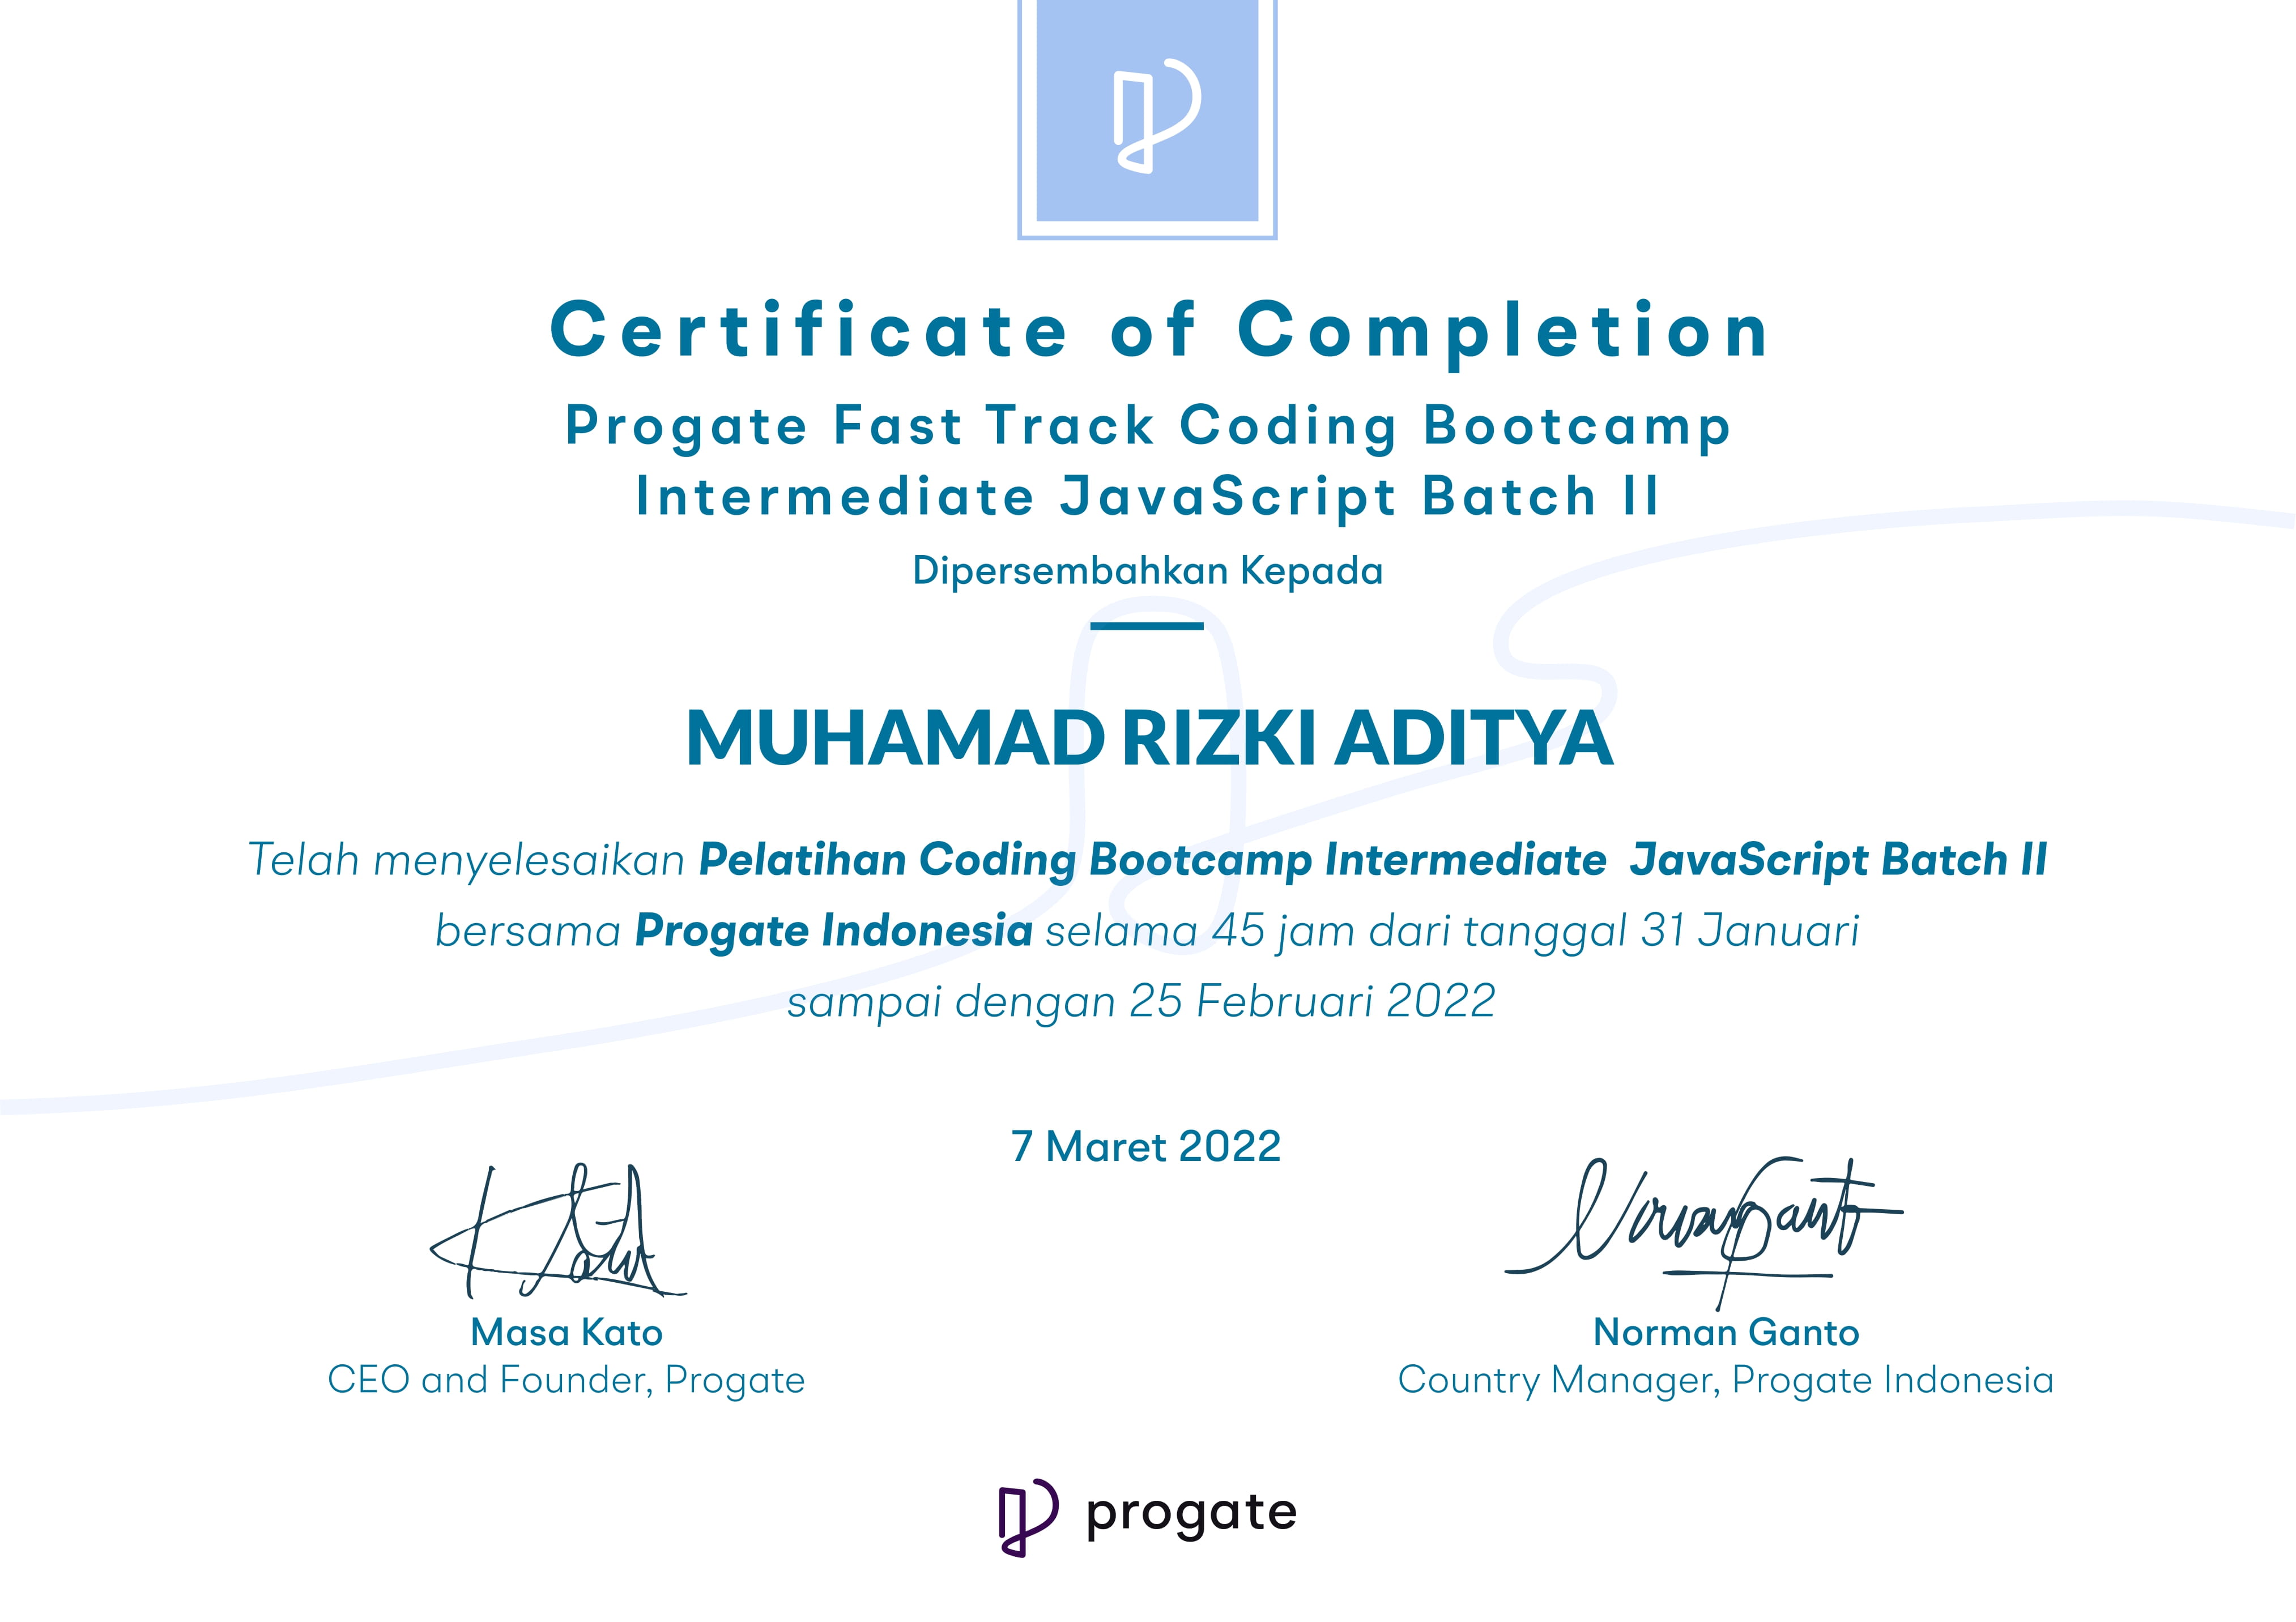 Certificate of Completion
Progate Fast Track Coding Bootcamp
Intermediate JavaScript Batch II
Dipersembahkan Kepada
MUHAMAD RIZKI ADITYA
Telah menyelesaikan Pelatihan Coding Bootcamp Intermediate JavaScript Batch II
bersama Progate Indonesia selama 45 jam dari tanggal 31 Januari
sampai dengan 25 Februari 2022
7 Maret 2022
Masa Kato
CEO and Founder, Progate
Norman Ganto
Country Manager, Progate Indonesia
progate